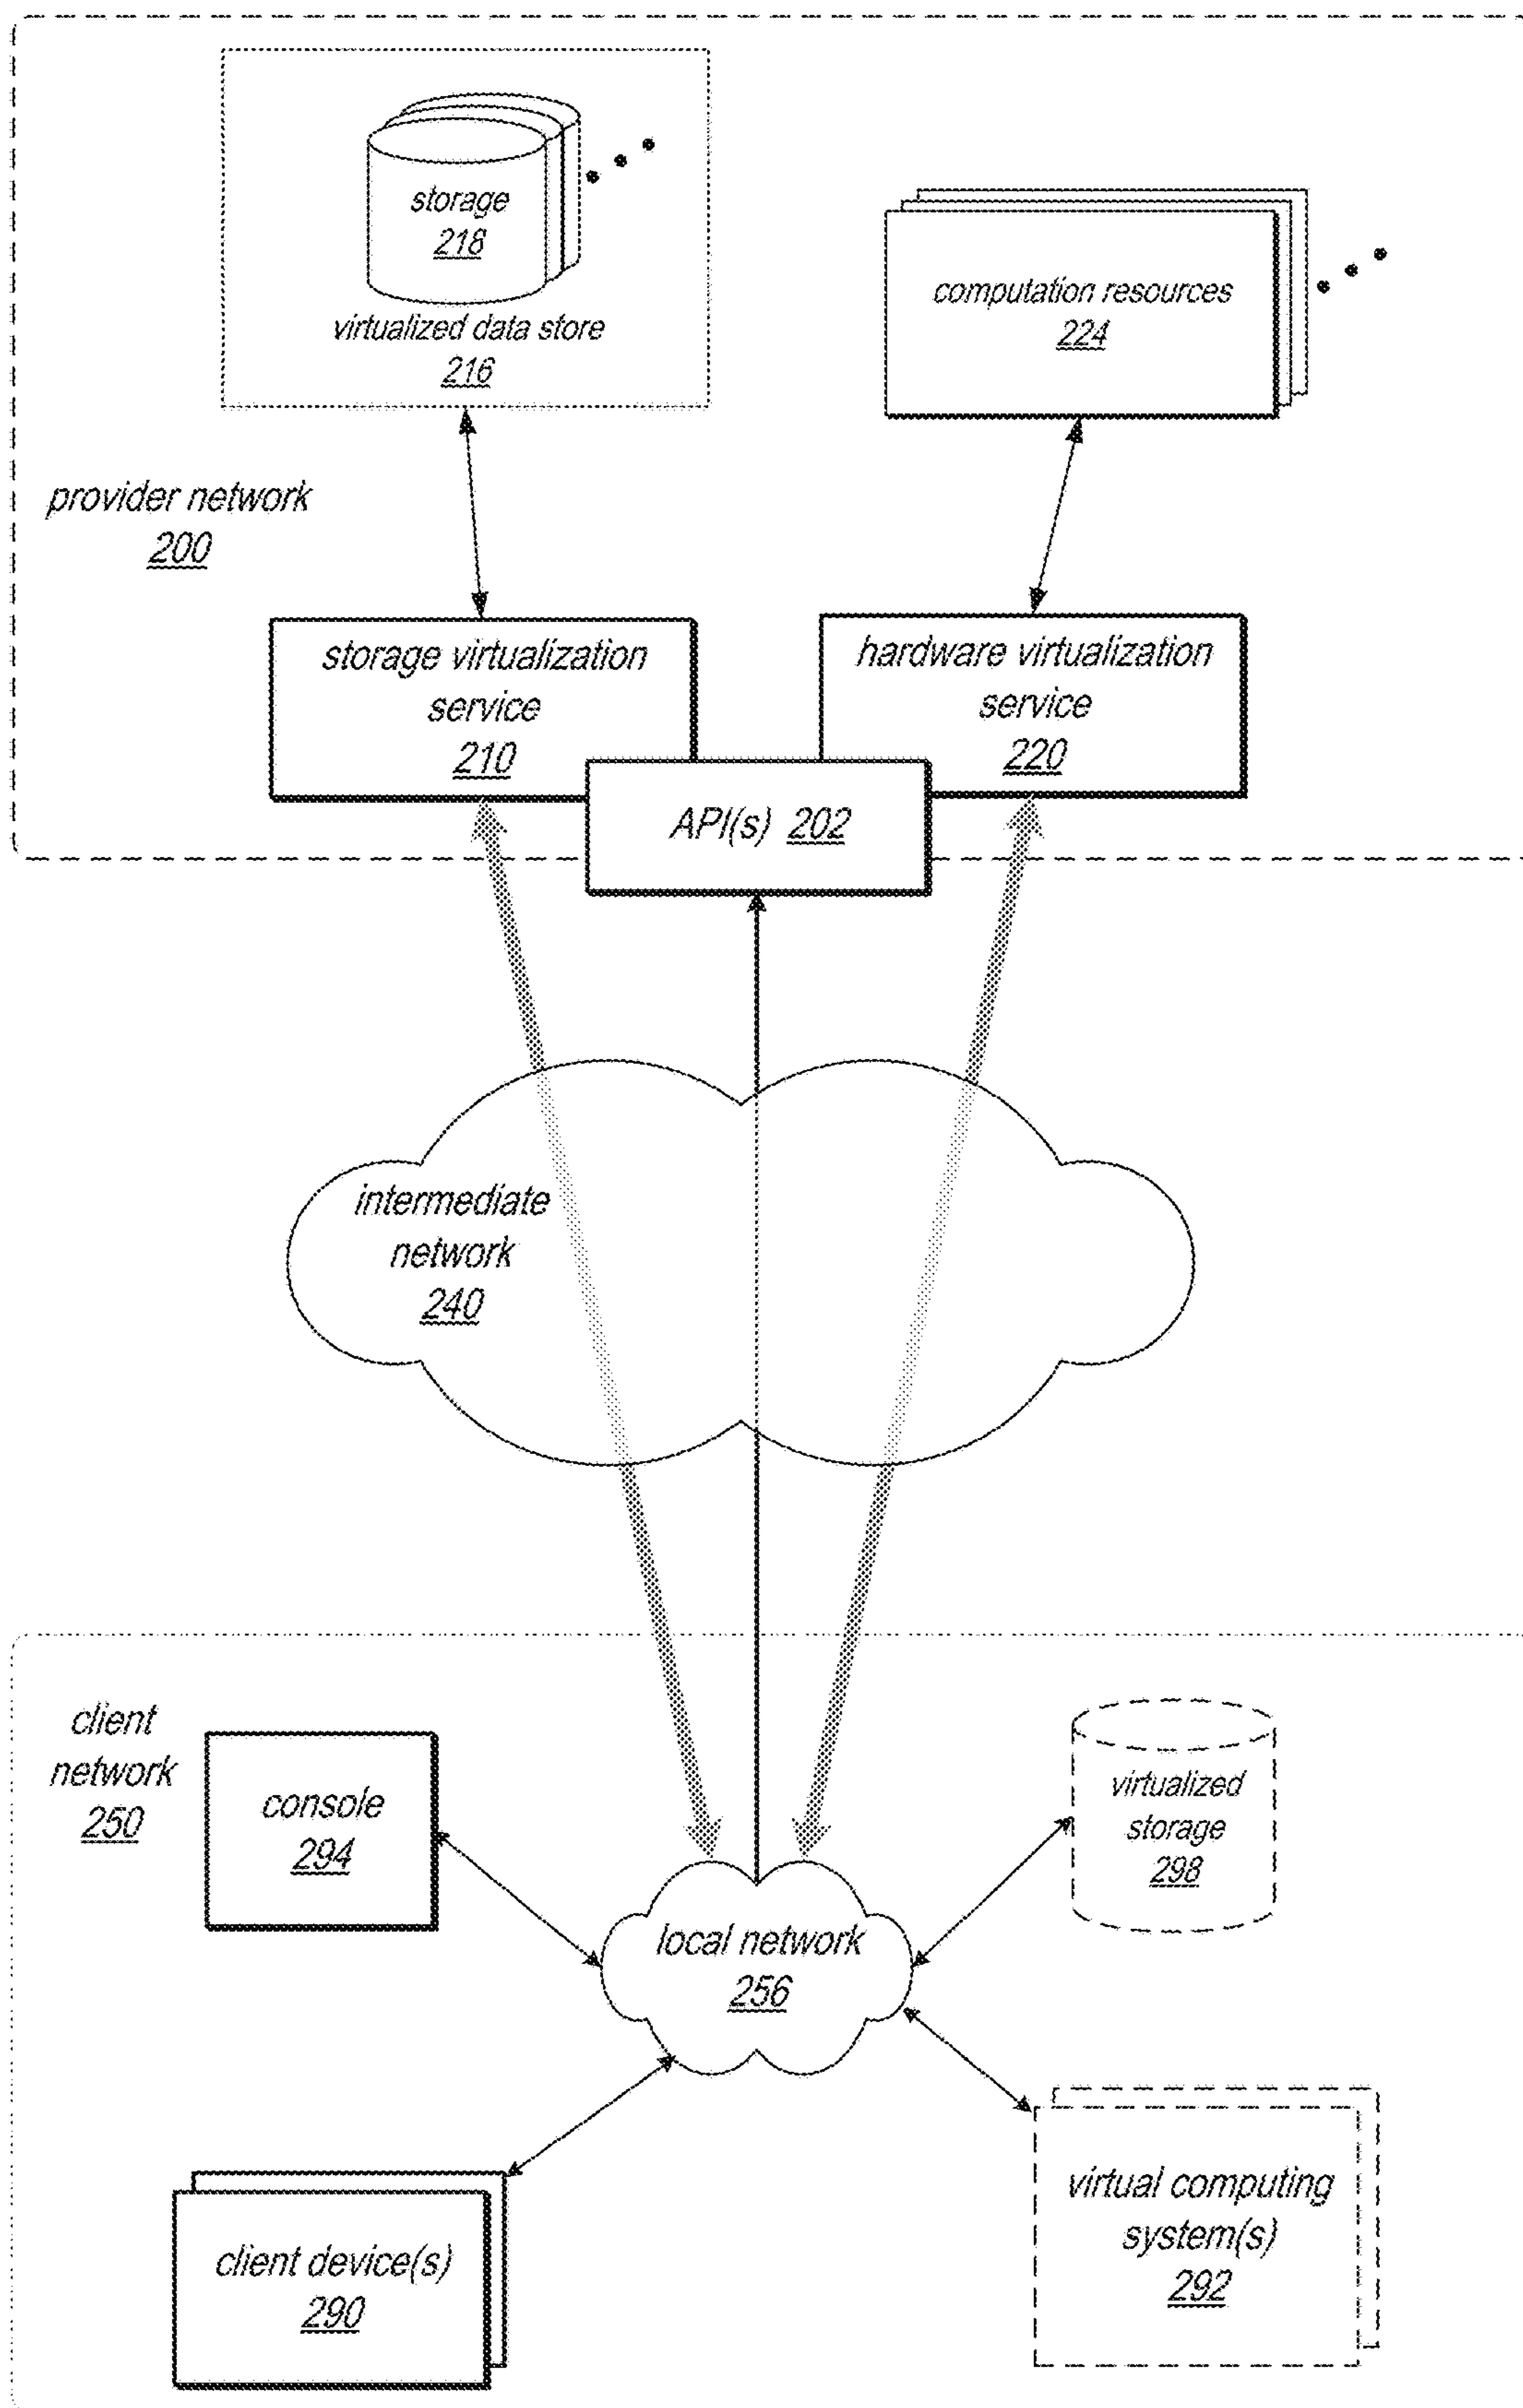 storage
218
virtualized data store
216
computation resources
224
provider network
200
storage virtualization
service
210
hardware virtualization
service
220
API(s) 202
intermediate
network
240
client
network
250
console
294
virtualized
storage
298
local network
256
client device(s)
290
virtual computing
system(s)
292